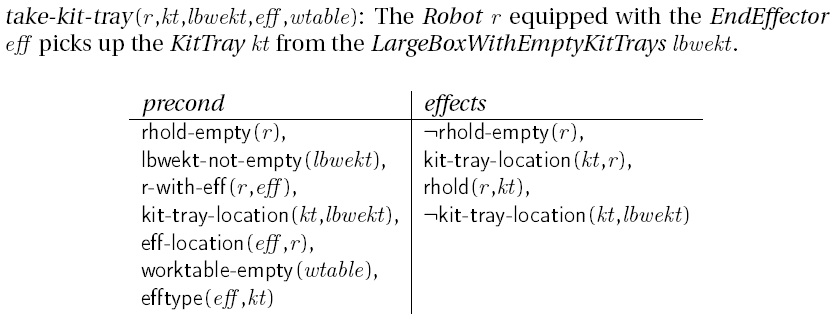 take-kit-tray(r,kt,lbwekt,eff,wtable): The Robot r equipped with the EndEffector
eff picks up the KitTray kt from the LargeBoxWithEmptyKitTrays lbwekt.
precond effects
rhold-empty(r), ¬rhold-empty(r),
lbwekt-not-empty(lbwekt), kit-tray-location(kt,r),
r-with-eff(r,eff), rhold(r,kt),
kit-tray-location(kt,lbwekt), ¬kit-tray-location(kt,lbwekt)
eff-location(eff,r),
worktable-empty(wtable),
efftype(eff,kt)